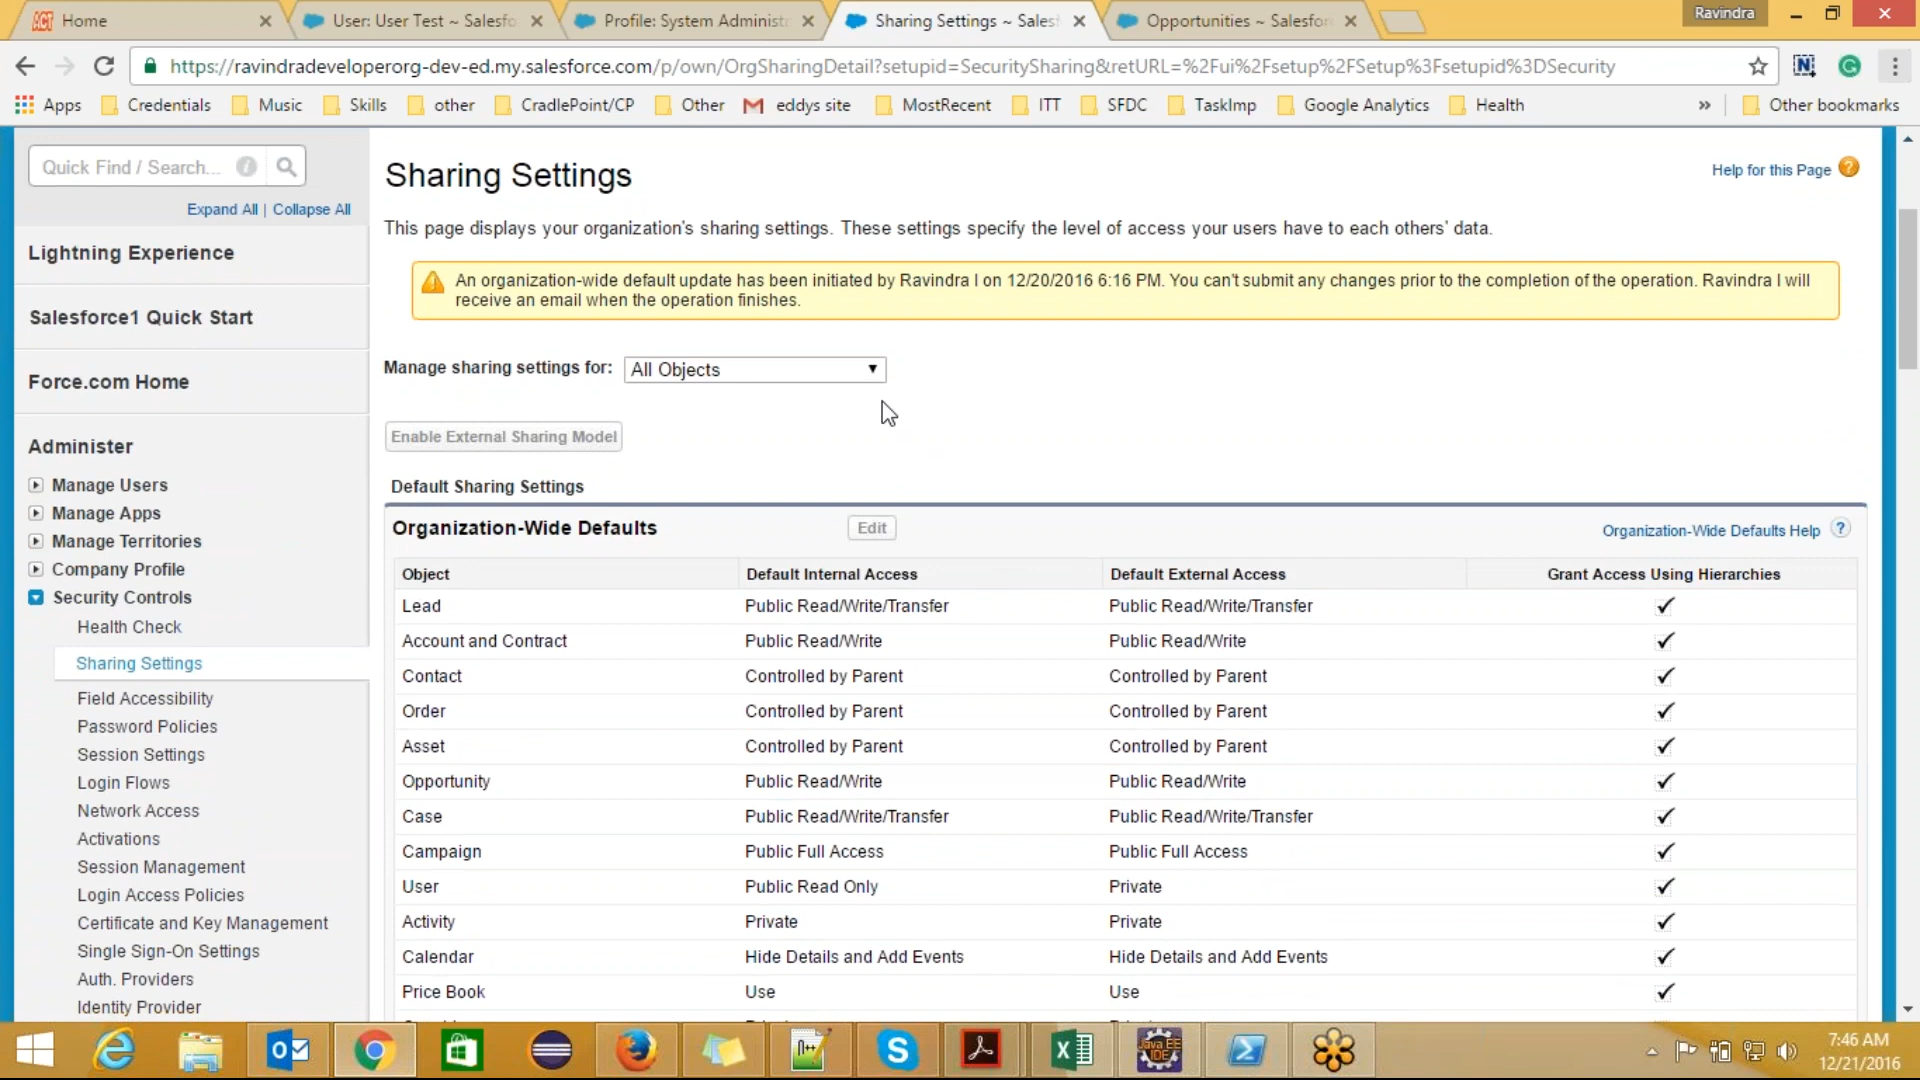 Home
User: User Test ~ Salesfo
Profile: System Administr
Sharing Settings ~ Salesf
Opportunities ~ Salesfor
Ravindra
https://ravindradeveloperorg-dev-ed.my.salesforce.com/p/own/OrgSharingDetail?setupid=SecuritySharing&retURL=%2Fui%2Fsetup%2FSetup%3Fsetupid%3DSecurity
Apps
Credentials
Music
Skills
other
CradlePoint/CP
Other
eddys site
MostRecent
ITT
SFDC
TaskImp
Google Analytics
Health
»
Other bookmarks
Quick Find / Search...
Expand All | Collapse All
Lightning Experience
Salesforce1 Quick Start
Force.com Home
Administer
Manage Users
Manage Apps
Manage Territories
Company Profile
Security Controls
Health Check
Sharing Settings
Field Accessibility
Password Policies
Session Settings
Login Flows
Network Access
Activations
Session Management
Login Access Policies
Certificate and Key Management
Single Sign-On Settings
Auth. Providers
Identity Provider
Sharing Settings
Help for this Page ?
This page displays your organization's sharing settings. These settings specify the level of access your users have to each others' data.
An organization-wide default update has been initiated by Ravindra I on 12/20/2016 6:16 PM. You can't submit any changes prior to the completion of the operation. Ravindra I will
receive an email when the operation finishes.
Manage sharing settings for: All Objects
Enable External Sharing Model
Default Sharing Settings
Organization-Wide Defaults Edit Organization-Wide Defaults Help ?
Object Default Internal Access Default External Access Grant Access Using Hierarchies
Lead Public Read/Write/Transfer Public Read/Write/Transfer ✓
Account and Contract Public Read/Write Public Read/Write ✓
Contact Controlled by Parent Controlled by Parent ✓
Order Controlled by Parent Controlled by Parent ✓
Asset Controlled by Parent Controlled by Parent ✓
Opportunity Public Read/Write Public Read/Write ✓
Case Public Read/Write/Transfer Public Read/Write/Transfer ✓
Campaign Public Full Access Public Full Access ✓
User Public Read Only Private ✓
Activity Private Private ✓
Calendar Hide Details and Add Events Hide Details and Add Events ✓
Price Book Use Use ✓
7:46 AM
12/21/2016